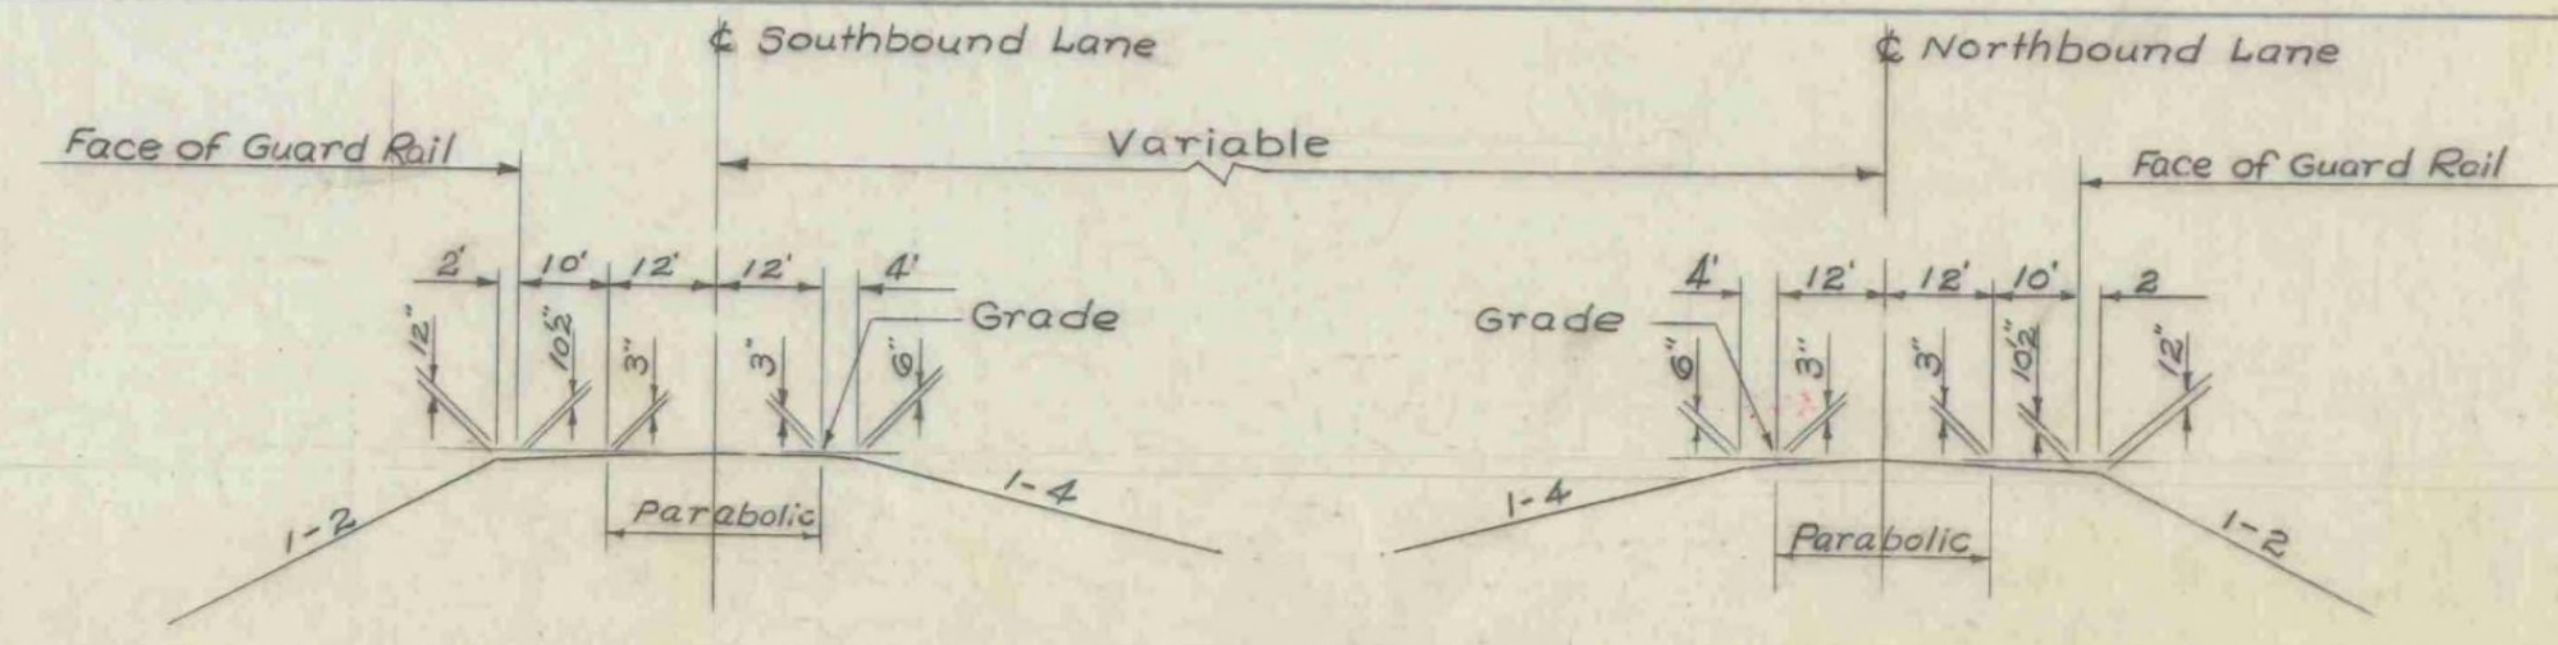 ℄ Southbound Lane
℄ Northbound Lane
Face of Guard Rail
Variable
Face of Guard Rail
2' 10' 12' 12' 4'
4' 12' 12' 10' 2
Grade
Grade
12" 10½" 3" 3" 6"
6" 3" 3" 10½" 12"
1-2
Parabolic
1-4
1-4
Parabolic
1-2